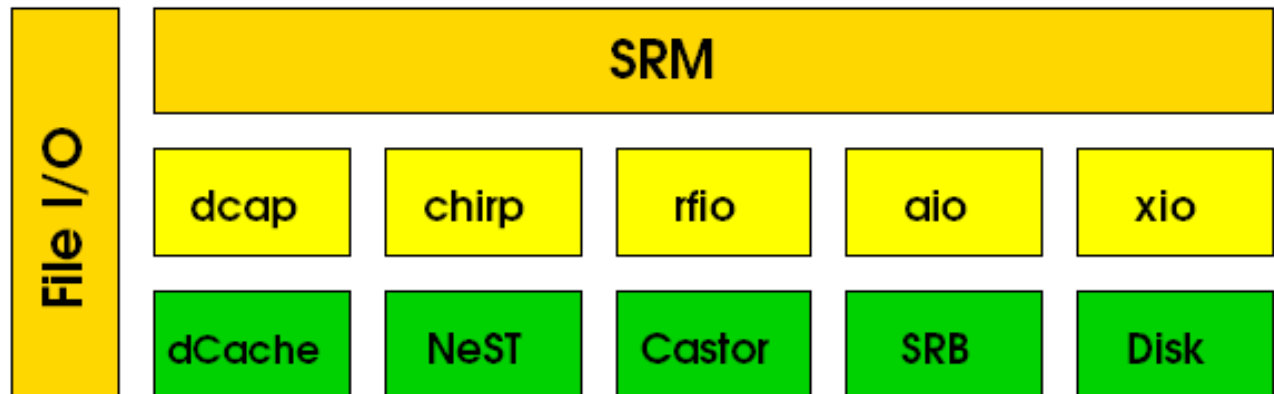 File I/O
SRM
dcap
chirp
rfio
aio
xio
dCache
NeST
Castor
SRB
Disk